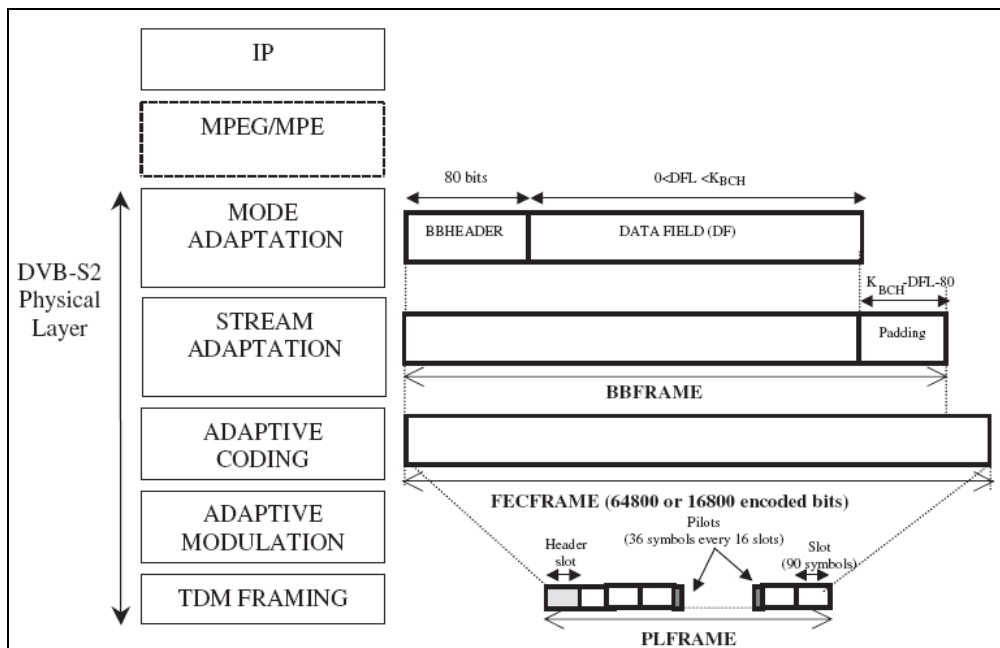 IP
MPEG/MPE
80 bits
0<DFL <KBCH
MODE
ADAPTATION
BBHEADER
DATA FIELD (DF)
DVB-S2
Physical
Layer
KBCH-DFL-80
STREAM
ADAPTATION
Padding
BBFRAME
ADAPTIVE
CODING
FECFRAME (64800 or 16800 encoded bits)
ADAPTIVE
MODULATION
Pilots
(36 symbols every 16 slots)
Header
slot
Slot
(90 symbols)
TDM FRAMING
PLFRAME